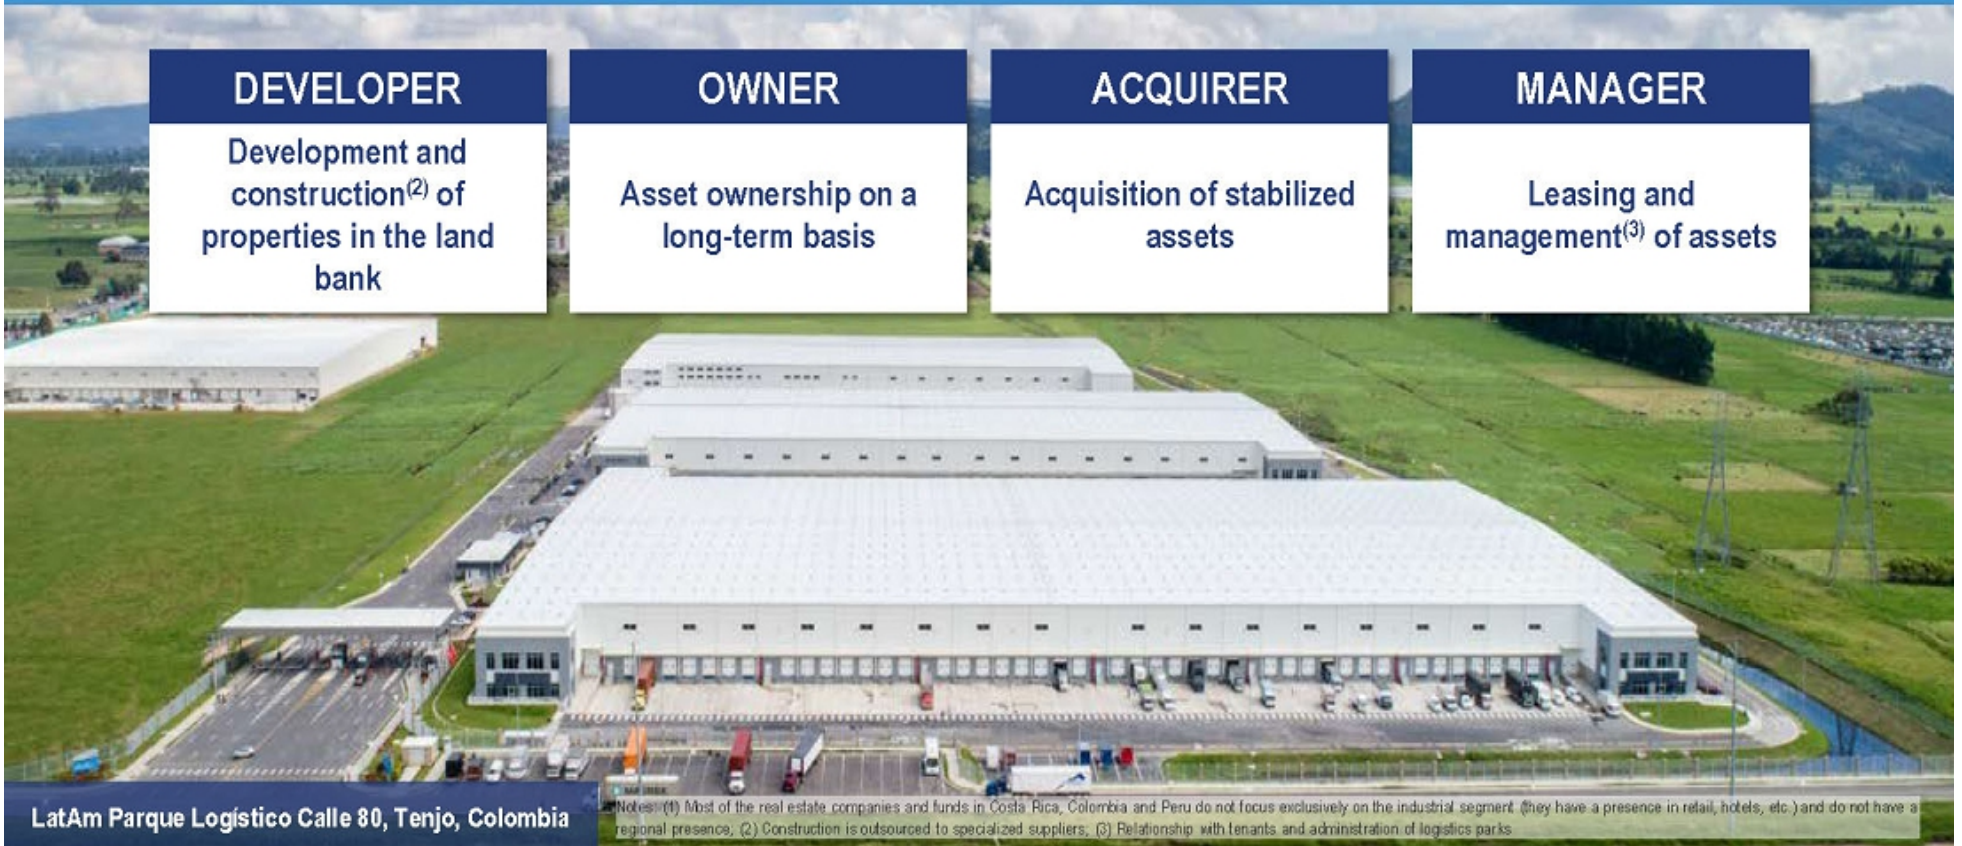 DEVELOPER
Development and
construction(2) of
properties in the land
bank
OWNER
Asset ownership on a
long-term basis
ACQUIRER
Acquisition of stabilized
assets
MANAGER
Leasing and
management(3) of assets
LatAm Parque Logístico Calle 80, Tenjo, Colombia
Notes: (1) Most of the real estate companies and funds in Costa Rica, Colombia and Peru do not focus exclusively on the industrial segment (they have a presence in retail, hotels, etc.) and do not have a
regional presence; (2) Construction is outsourced to specialized suppliers; (3) Relationship with tenants and administration of logistics parks